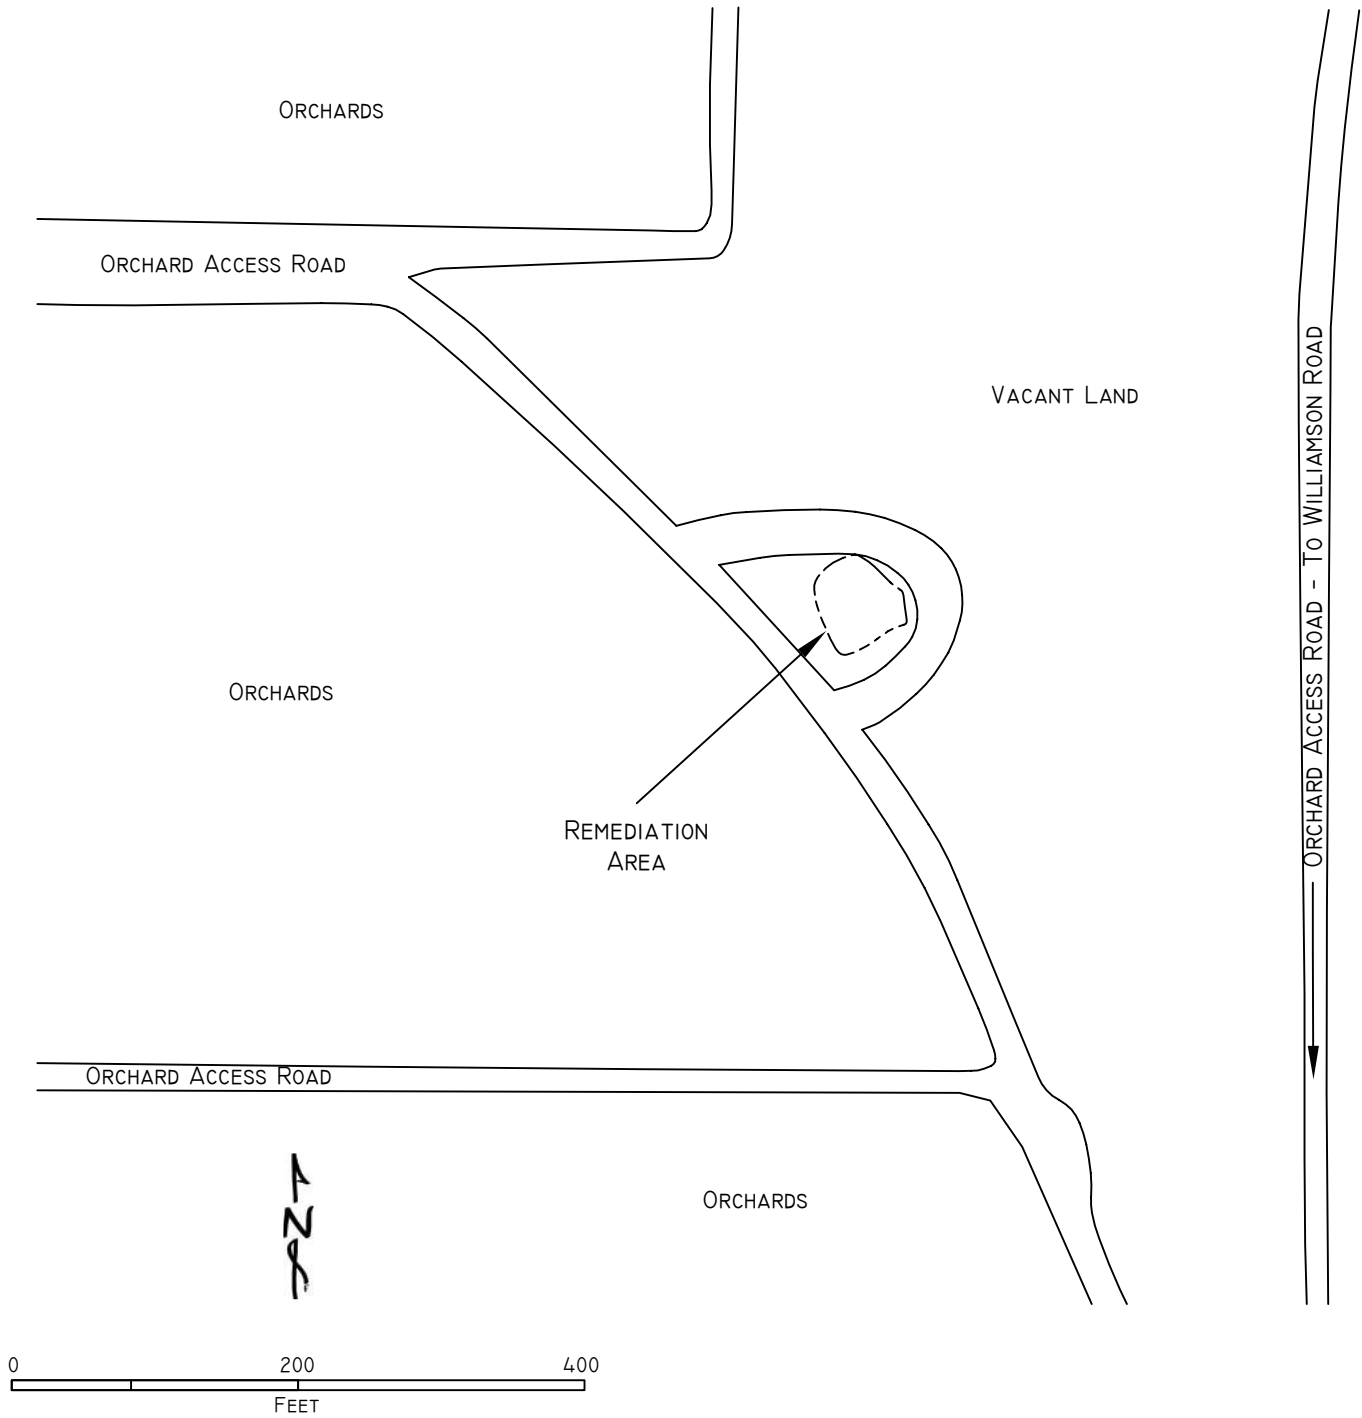 Orchards
Orchard Access Road
Vacant Land
Orchard Access Road - To Williamson Road
Orchards
Remediation
Area
Orchard Access Road
N
Orchards
0 200 400
Feet